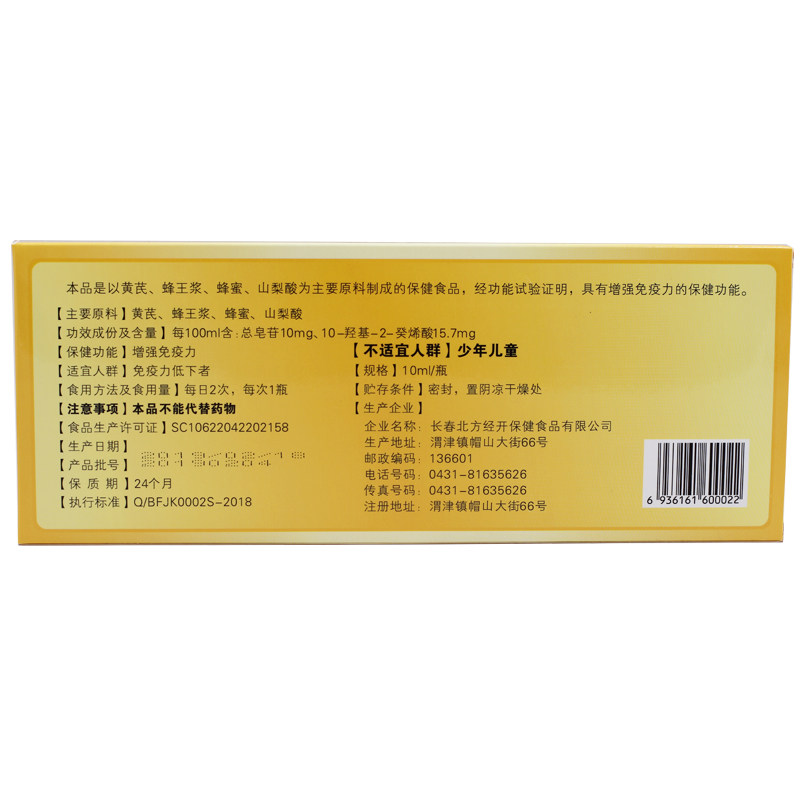 本品是以黄芪、蜂王浆、蜂蜜、山梨酸为主要原料制成的保健食品，经功能试验证明，具有增强免疫力的保健功能。
【主要原料】黄芪、蜂王浆、蜂蜜、山梨酸
【功效成份及含量】每100ml含：总皂苷10mg、10-羟基-2-癸烯酸15.7mg
【保健功能】增强免疫力
【适宜人群】免疫力低下者
【食用方法及食用量】每日2次，每次1瓶
【注意事项】本品不能代替药物
【食品生产许可证】SC10622042202158
【生产日期】
【产品批号】
【保 质 期】24个月
【执行标准】Q/BFJK0002S-2018
【不适宜人群】少年儿童
【规格】10ml/瓶
【贮存条件】密封，置阴凉干燥处
【生产企业】
企业名称：长春北方经开保健食品有限公司
生产地址：渭津镇帽山大街66号
邮政编码：136601
电话号码：0431-81635626
传真号码：0431-81635626
注册地址：渭津镇帽山大街66号
6 936161 600022